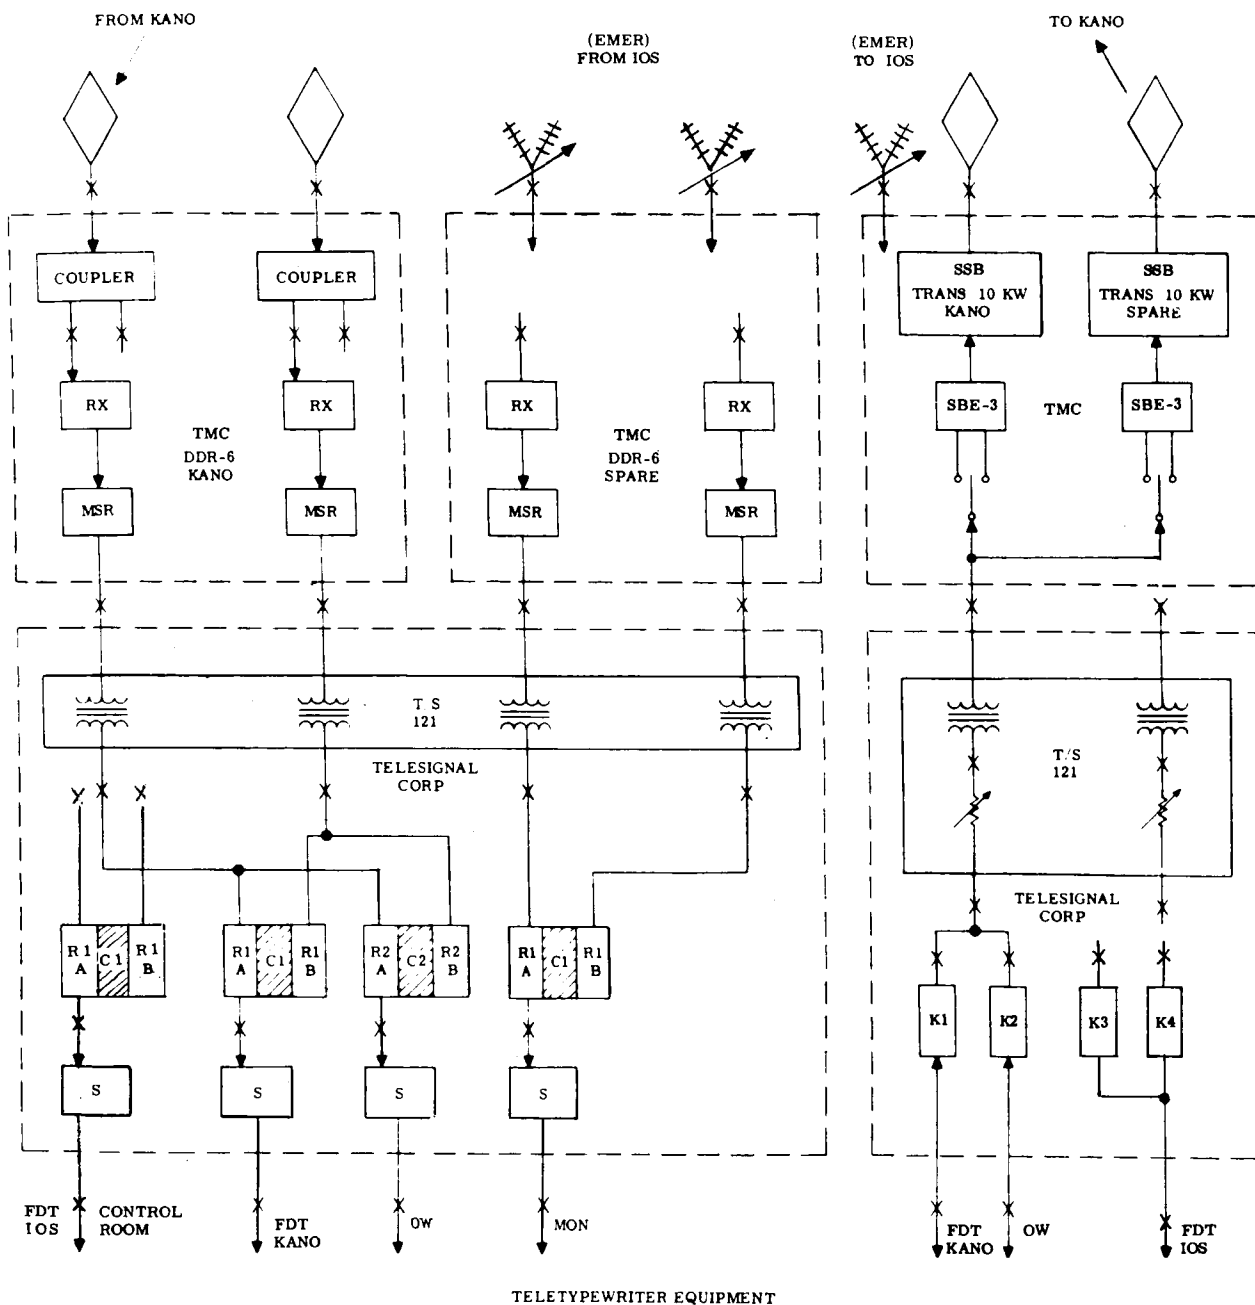 FROM KANO
(EMER)
FROM IOS
(EMER)
TO IOS
TO KANO
COUPLER
COUPLER
RX
RX
TMC
DDR-6
KANO
MSR
MSR
RX
RX
TMC
DDR-6
SPARE
MSR
MSR
SSB
TRANS 10 KW
KANO
SSB
TRANS 10 KW
SPARE
SBE-3
TMC
SBE-3
T/S
121
TELESIGNAL
CORP
T/S
121
TELESIGNAL
CORP
R1
A
C1
R1
B
R1
A
C1
R1
B
R2
A
C2
R2
B
R1
A
C1
R1
B
K1
K2
K3
K4
S
S
S
S
FDT
IOS
CONTROL
ROOM
FDT
KANO
OW
MON
FDT
KANO
OW
FDT
IOS
TELETYPEWRITER EQUIPMENT